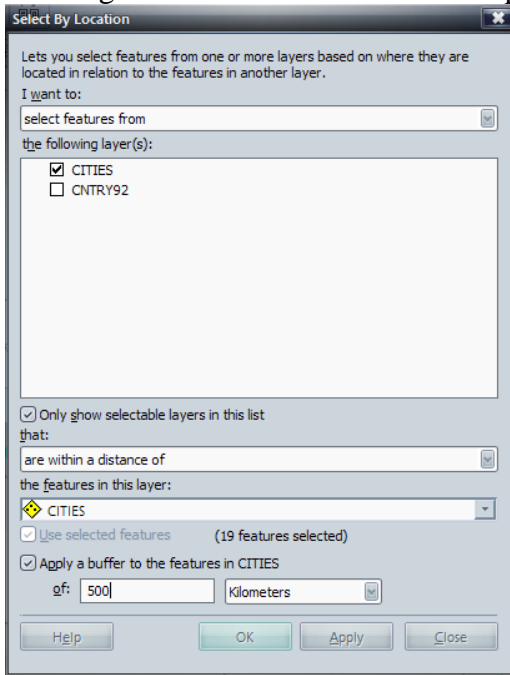 Select By Location
Lets you select features from one or more layers based on where they are
located in relation to the features in another layer.
I want to:
select features from
the following layer(s):
CITIES
CNTRY92
Only show selectable layers in this list
that:
are within a distance of
the features in this layer:
CITIES
Use selected features (19 features selected)
Apply a buffer to the features in CITIES
of: 500 Kilometers
Help OK Apply Close